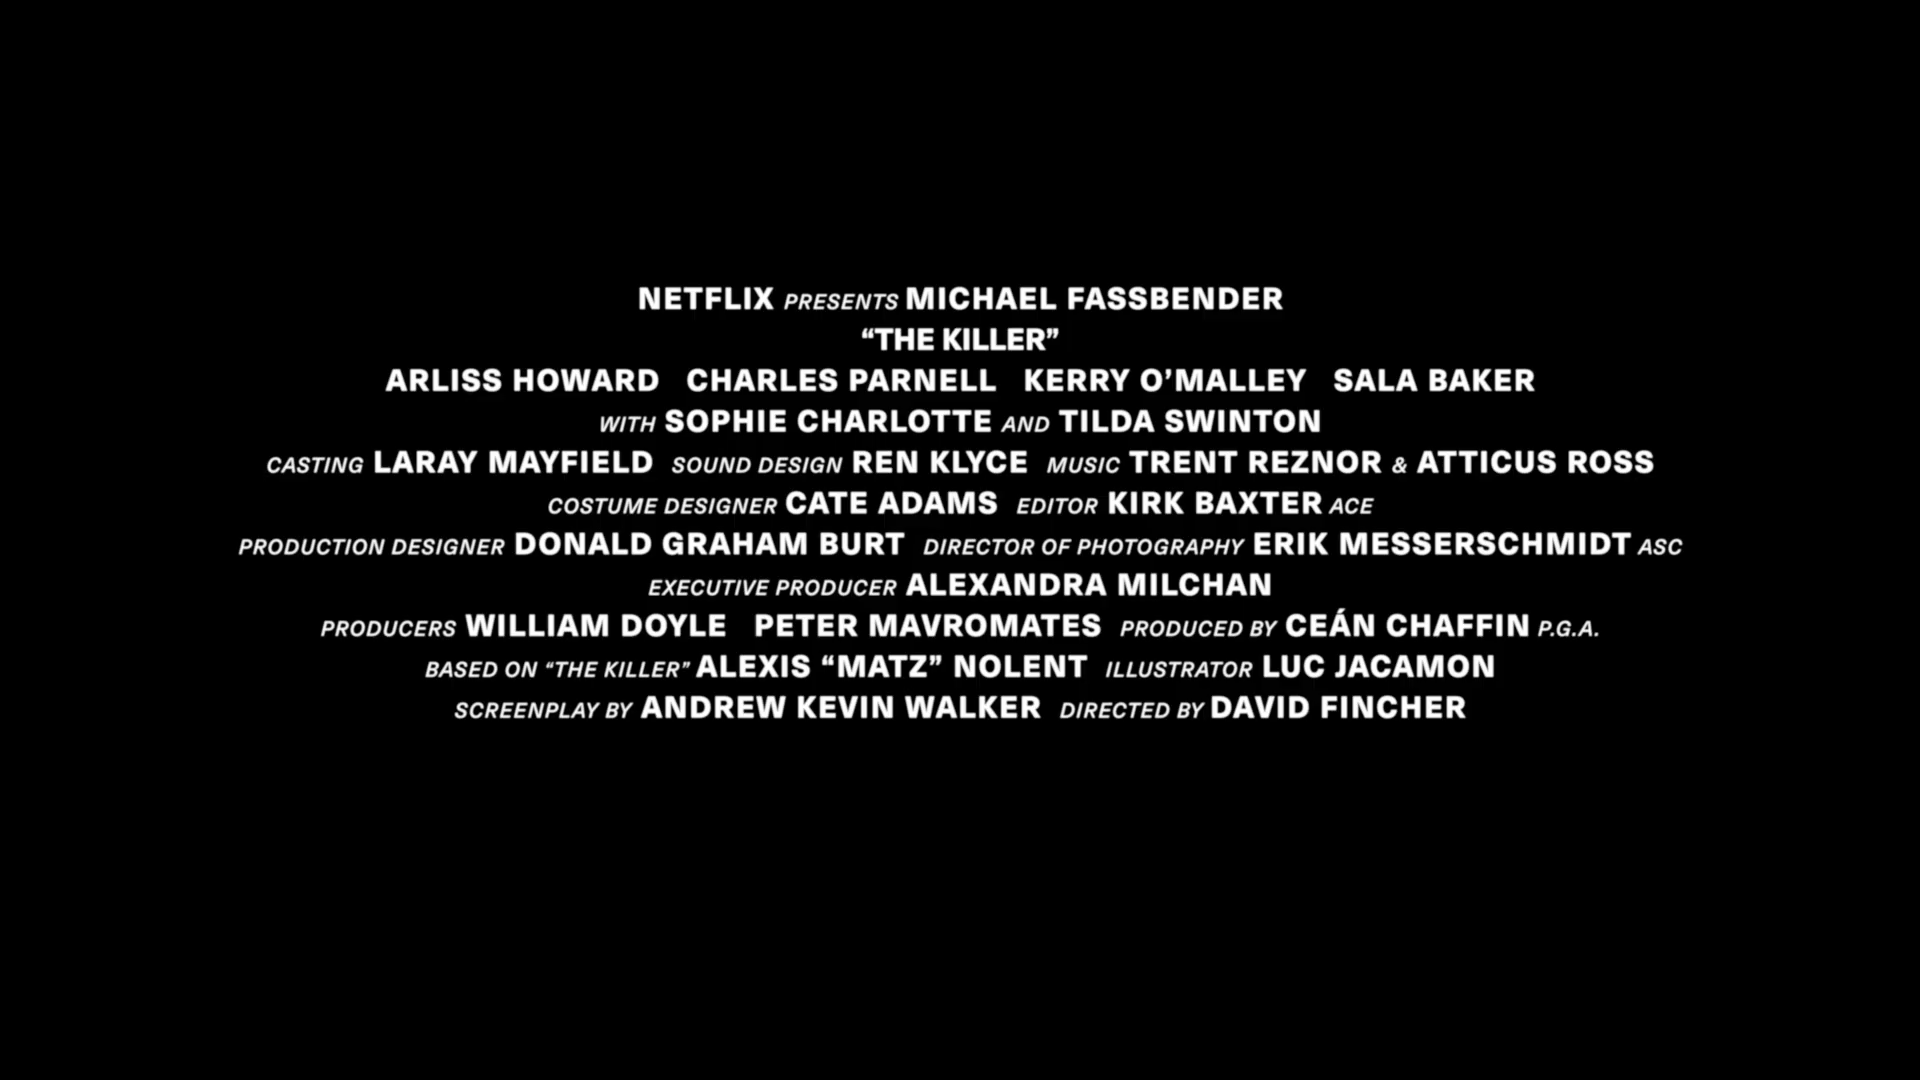 NETFLIX PRESENTS MICHAEL FASSBENDER
“THE KILLER”
ARLISS HOWARD CHARLES PARNELL KERRY O’MALLEY SALA BAKER
WITH SOPHIE CHARLOTTE AND TILDA SWINTON
CASTING LARAY MAYFIELD SOUND DESIGN REN KLYCE MUSIC TRENT REZNOR & ATTICUS ROSS
COSTUME DESIGNER CATE ADAMS EDITOR KIRK BAXTER ACE
PRODUCTION DESIGNER DONALD GRAHAM BURT DIRECTOR OF PHOTOGRAPHY ERIK MESSERSCHMIDT ASC
EXECUTIVE PRODUCER ALEXANDRA MILCHAN
PRODUCERS WILLIAM DOYLE PETER MAVROMATES PRODUCED BY CEÁN CHAFFIN P.G.A.
BASED ON “THE KILLER” ALEXIS “MATZ” NOLENT ILLUSTRATOR LUC JACAMON
SCREENPLAY BY ANDREW KEVIN WALKER DIRECTED BY DAVID FINCHER